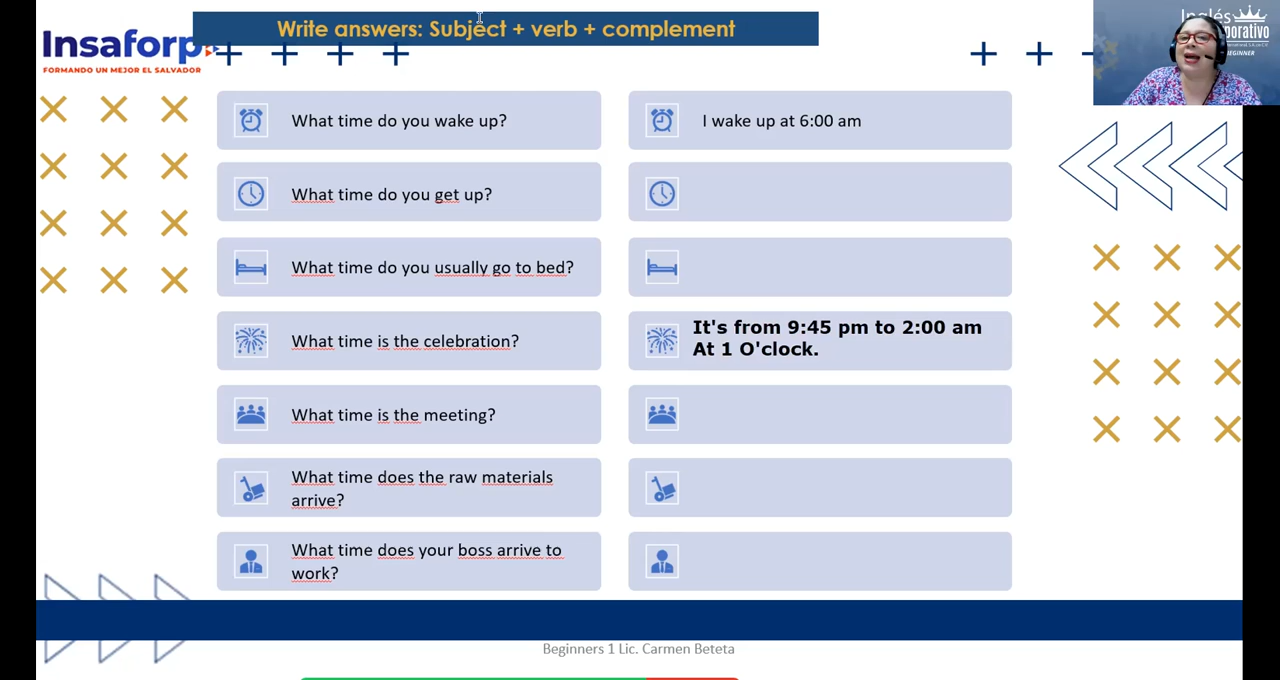 Write answers: Subject + verb + complement
Insaforp
FORMANDO UN MEJOR EL SALVADOR
Inglés
BEGINNER
What time do you wake up?
I wake up at 6:00 am
What time do you get up?
What time do you usually go to bed?
What time is the celebration?
It's from 9:45 pm to 2:00 am
At 1 O'clock.
What time is the meeting?
What time does the raw materials
arrive?
What time does your boss arrive to
work?
Beginners 1 Lic. Carmen Beteta